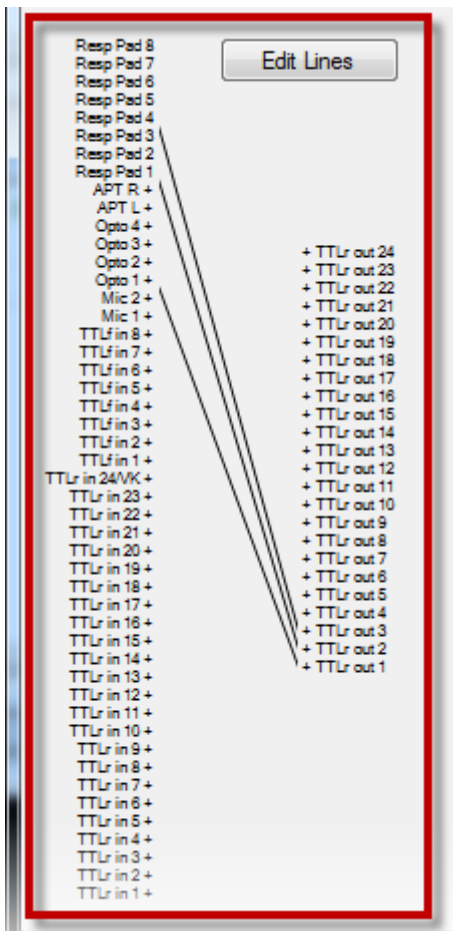 Resp Pad 8
Edit Lines
Resp Pad 7
Resp Pad 6
Resp Pad 5
Resp Pad 4
Resp Pad 3
Resp Pad 2
Resp Pad 1
APT R +
APT L +
Opto 4 +
Opto 3 +
Opto 2 +
Opto 1 +
Mic 2 +
Mic 1 +
TTLf in 8 +
TTLf in 7 +
TTLf in 6 +
TTLf in 5 +
TTLf in 4 +
TTLf in 3 +
TTLf in 2 +
TTLf in 1 +
TTLr in 24/VK +
TTLr in 23 +
TTLr in 22 +
TTLr in 21 +
TTLr in 20 +
TTLr in 19 +
TTLr in 18 +
TTLr in 17 +
TTLr in 16 +
TTLr in 15 +
TTLr in 14 +
TTLr in 13 +
TTLr in 12 +
TTLr in 11 +
TTLr in 10 +
TTLr in 9 +
TTLr in 8 +
TTLr in 7 +
TTLr in 6 +
TTLr in 5 +
TTLr in 4 +
TTLr in 3 +
TTLr in 2 +
TTLr in 1 +
+ TTLr out 24
+ TTLr out 23
+ TTLr out 22
+ TTLr out 21
+ TTLr out 20
+ TTLr out 19
+ TTLr out 18
+ TTLr out 17
+ TTLr out 16
+ TTLr out 15
+ TTLr out 14
+ TTLr out 13
+ TTLr out 12
+ TTLr out 11
+ TTLr out 10
+ TTLr out 9
+ TTLr out 8
+ TTLr out 7
+ TTLr out 6
+ TTLr out 5
+ TTLr out 4
+ TTLr out 3
+ TTLr out 2
+ TTLr out 1